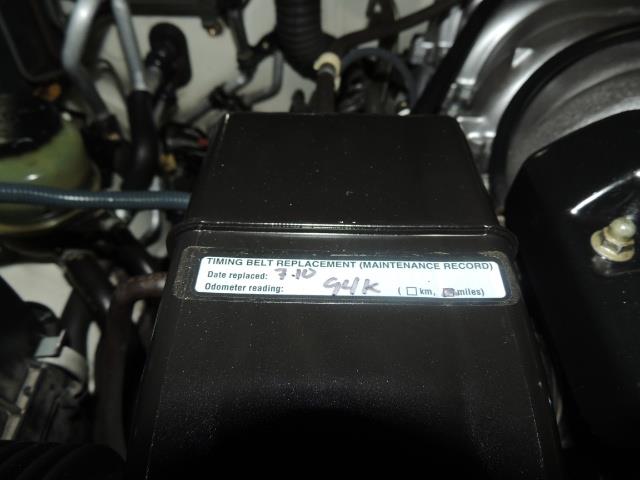 TIMING BELT REPLACEMENT (MAINTENANCE RECORD)
Date replaced: 7.10
Odometer reading: 94K (☐ km, ☒ miles)